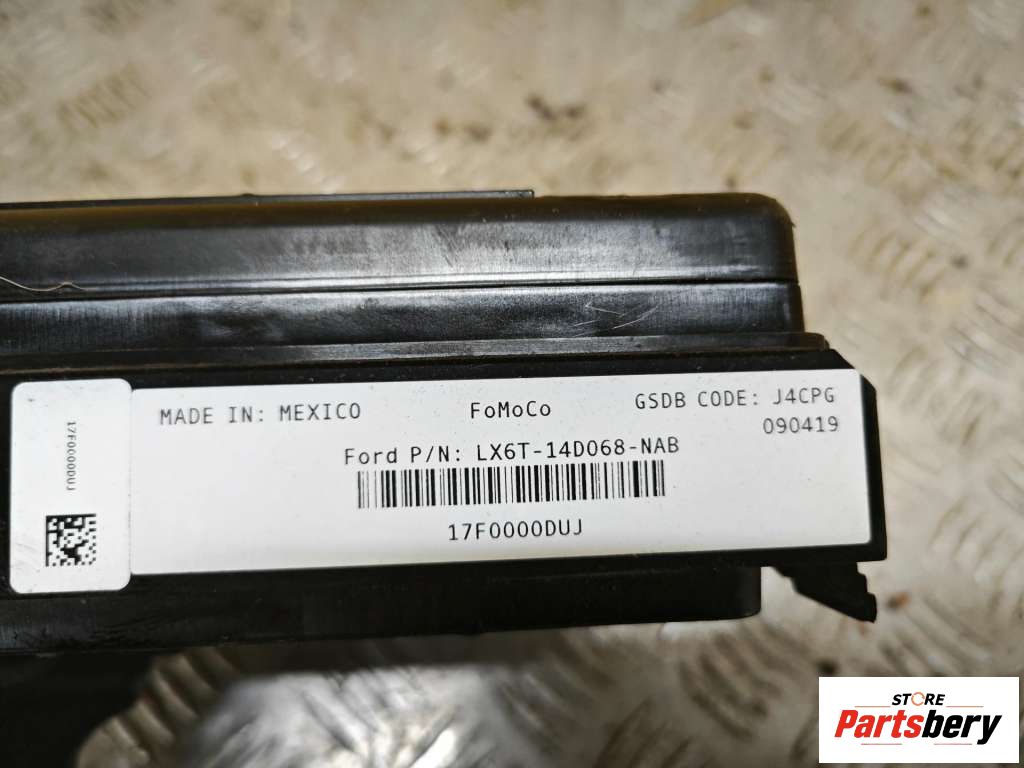 MADE IN: MEXICO FoMoCo GSDB CODE: J4CPG
090419
Ford P/N: LX6T-14D068-NAB
17F0000DUJ
17F0000DUJ
STORE
Partsbery